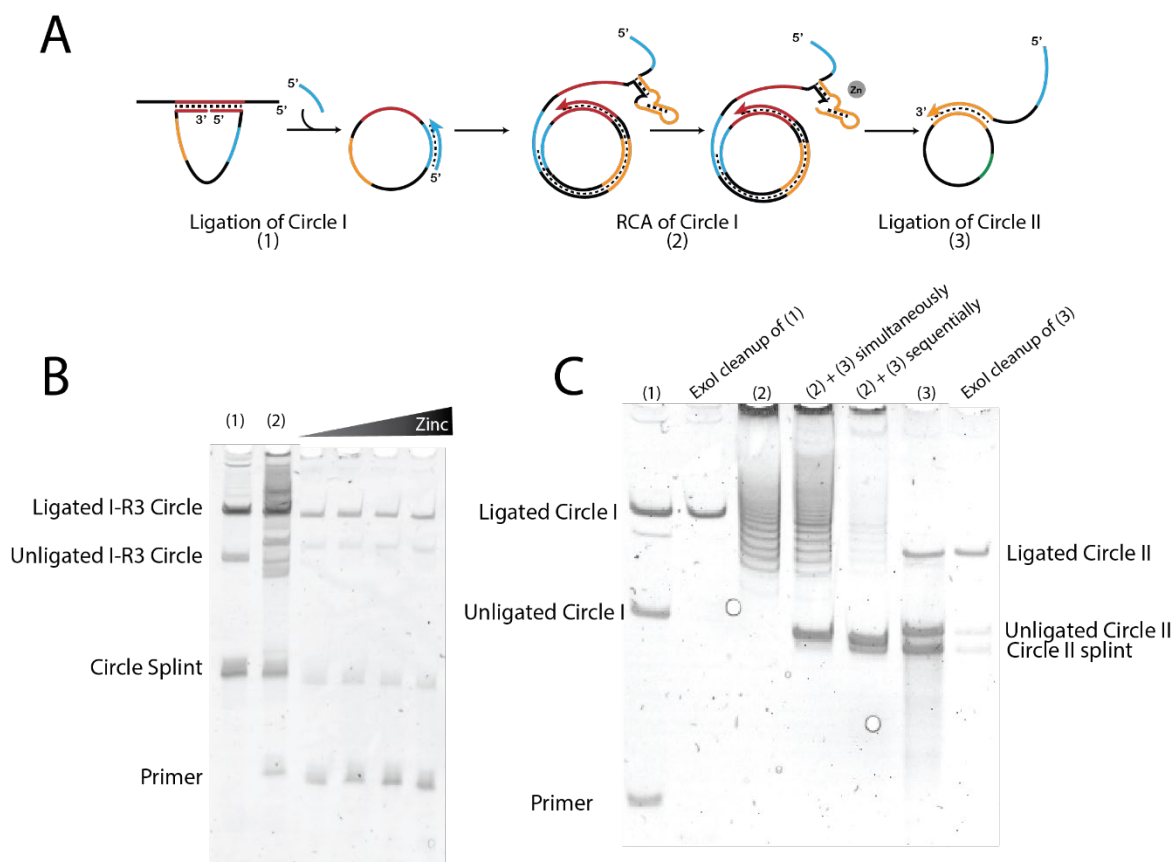 A
5’
5’
3’ 5’
5’
5’
5’
5’
Zn
3’
5’
Ligation of Circle I
(1)
RCA of Circle I
(2)
Ligation of Circle II
(3)
B
(1)
(2)
Zinc
Ligated I-R3 Circle
Unligated I-R3 Circle
Circle Splint
Primer
C
(1)
ExoI cleanup of (1)
(2)
(2) + (3) simultaneously
(2) + (3) sequentially
(3)
ExoI cleanup of (3)
Ligated Circle I
Unligated Circle I
Primer
Ligated Circle II
Unligated Circle II
Circle II splint